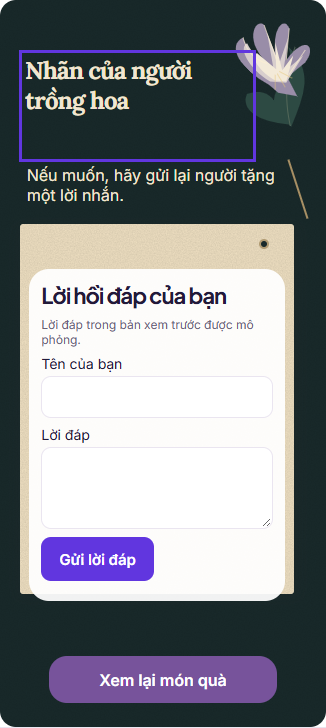 Nhãn của người
trồng hoa
Nếu muốn, hãy gửi lại người tặng
một lời nhắn.
Lời hồi đáp của bạn
Lời đáp trong bản xem trước được mô
phỏng.
Tên của bạn
Lời đáp
Gửi lời đáp
Xem lại món quà